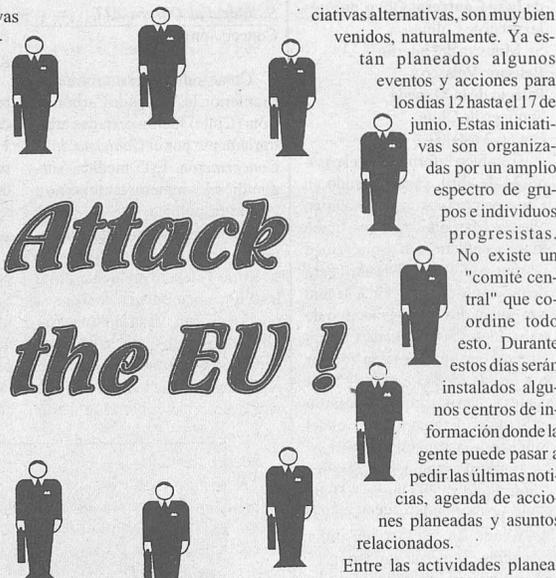 vas
Attack
the EU !
ciativas alternativas, son muy bien
venidos, naturalmente. Ya es-
tán planeados algunos
eventos y acciones para
los días 12 hasta el 17 de
junio. Estas iniciati-
vas son organiza-
das por un amplio
espectro de gru-
pos e individuos
progresistas.
No existe un
"comité cen-
tral" que co-
ordine todo
esto. Durante
estos días serán
instalados algu-
nos centros de in-
formación donde la
gente puede pasar a
pedir las últimas noti-
cias, agenda de accio-
nes planeadas y asuntos
relacionados.
Entre las actividades planea